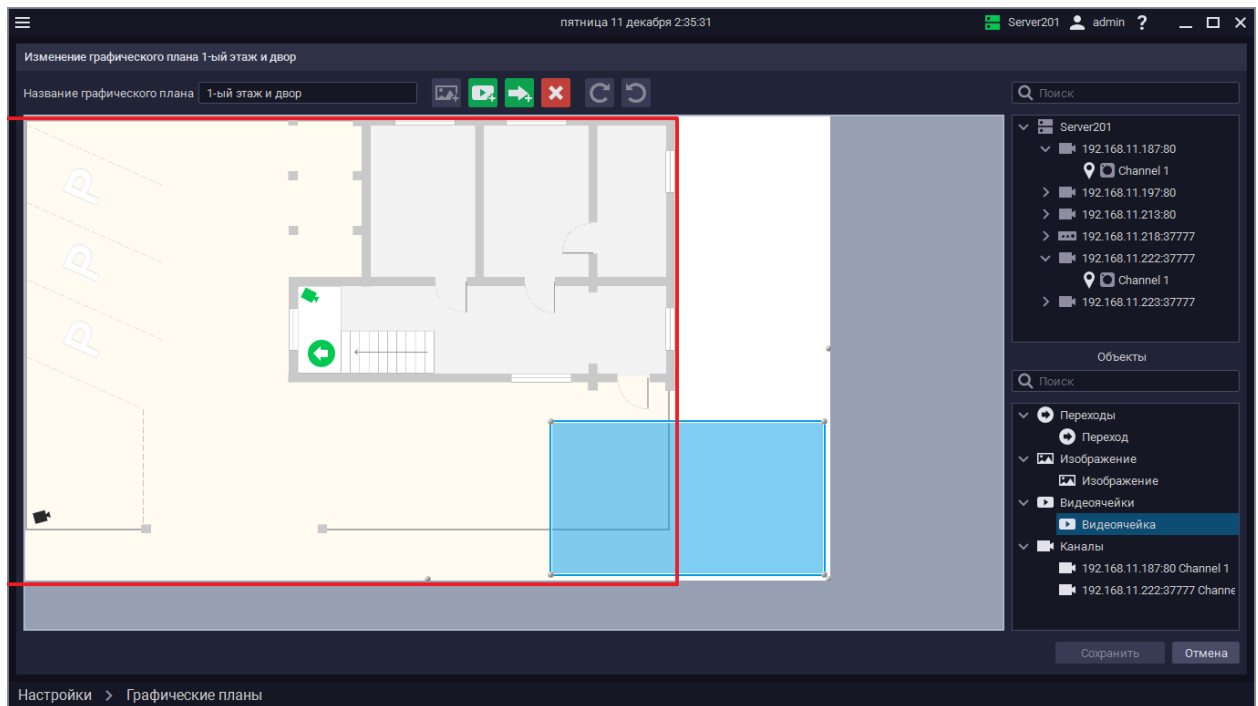 пятница 11 декабря 2:35:31
Server201 admin ?
Изменение графического плана 1-ый этаж и двор
Название графического плана 1-ый этаж и двор
Поиск
Server201
192.168.11.187:80
Channel 1
192.168.11.197:80
192.168.11.213:80
192.168.11.218:37777
192.168.11.222:37777
Channel 1
192.168.11.223:37777
P
P
P
Объекты
Поиск
Переходы
Переход
Изображение
Изображение
Видеоячейки
Видеоячейка
Каналы
192.168.11.187:80 Channel 1
192.168.11.222:37777 Channe
Сохранить Отмена
Настройки > Графические планы